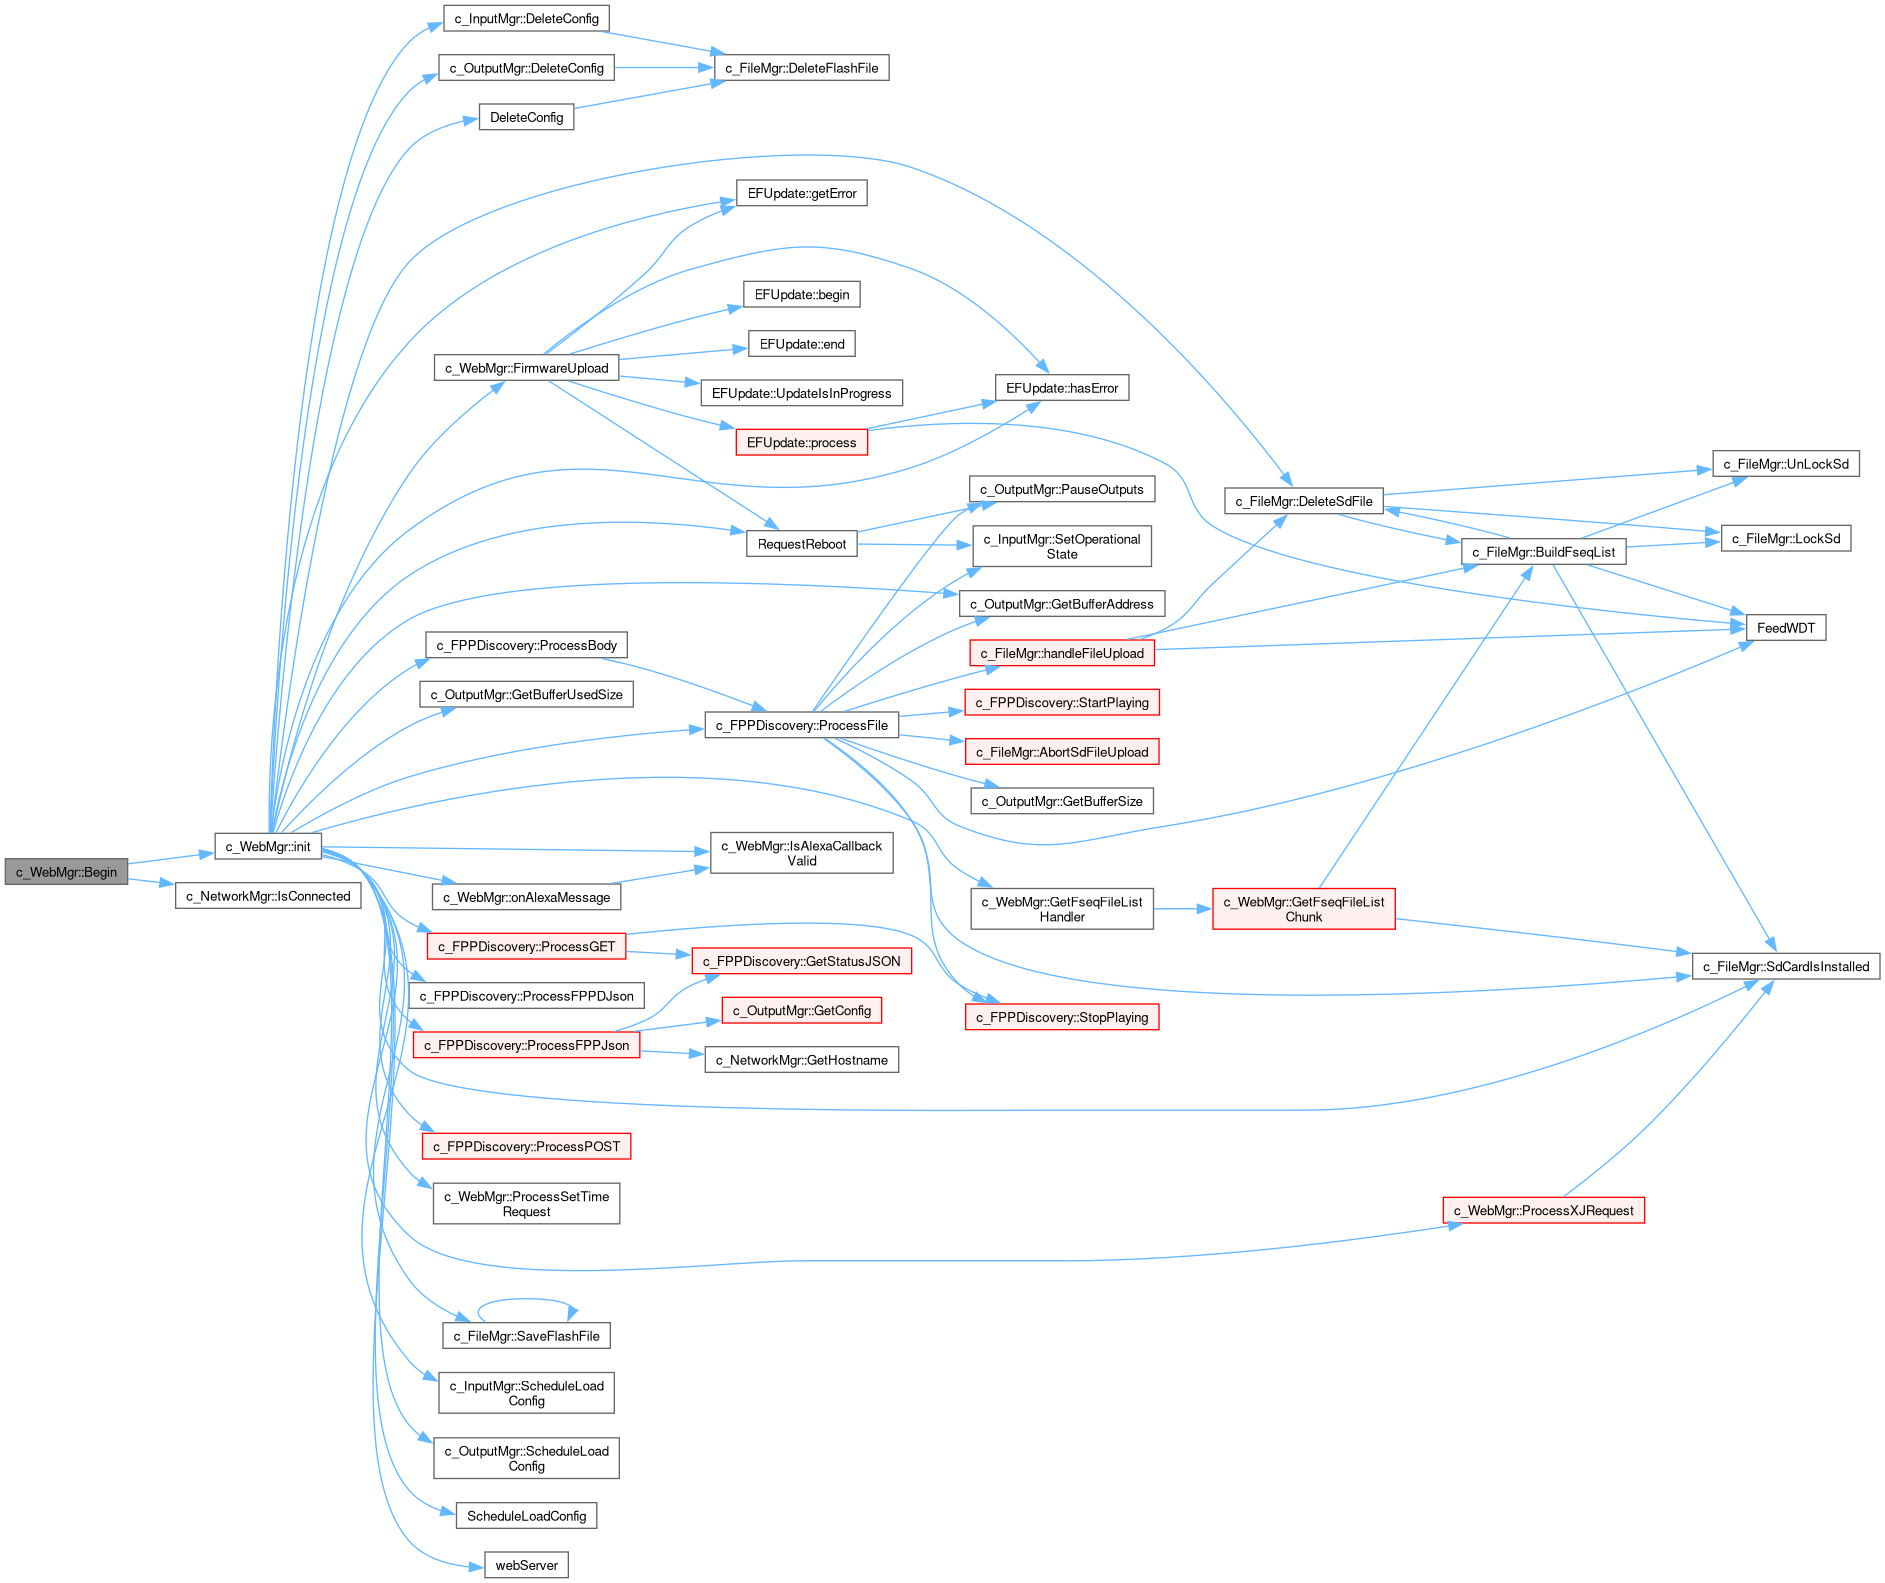 c_WebMgr::Begin
c_WebMgr::init
c_NetworkMgr::IsConnected
c_InputMgr::DeleteConfig
c_OutputMgr::DeleteConfig
DeleteConfig
c_FileMgr::DeleteFlashFile
EFUpdate::getError
c_WebMgr::FirmwareUpload
EFUpdate::begin
EFUpdate::end
EFUpdate::UpdateIsInProgress
EFUpdate::process
EFUpdate::hasError
RequestReboot
c_OutputMgr::PauseOutputs
c_InputMgr::SetOperational
State
c_OutputMgr::GetBufferAddress
c_FPPDiscovery::ProcessBody
c_OutputMgr::GetBufferUsedSize
c_FPPDiscovery::ProcessFile
c_FileMgr::handleFileUpload
c_FPPDiscovery::StartPlaying
c_FileMgr::AbortSdFileUpload
c_OutputMgr::GetBufferSize
c_FileMgr::DeleteSdFile
c_FileMgr::BuildFseqList
c_FileMgr::UnLockSd
c_FileMgr::LockSd
FeedWDT
c_WebMgr::IsAlexaCallback
Valid
c_WebMgr::onAlexaMessage
c_WebMgr::GetFseqFileList
Handler
c_WebMgr::GetFseqFileList
Chunk
c_FileMgr::SdCardIsInstalled
c_FPPDiscovery::ProcessGET
c_FPPDiscovery::GetStatusJSON
c_FPPDiscovery::ProcessFPPDJson
c_OutputMgr::GetConfig
c_FPPDiscovery::StopPlaying
c_FPPDiscovery::ProcessFPPJson
c_NetworkMgr::GetHostname
c_FPPDiscovery::ProcessPOST
c_WebMgr::ProcessSetTime
Request
c_WebMgr::ProcessXJRequest
c_FileMgr::SaveFlashFile
c_InputMgr::ScheduleLoad
Config
c_OutputMgr::ScheduleLoad
Config
ScheduleLoadConfig
webServer